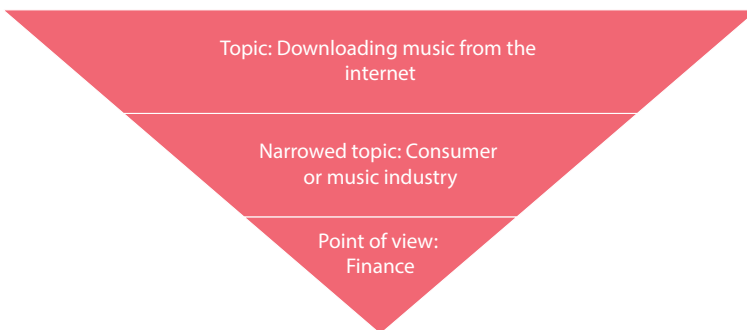 Topic: Downloading music from the
internet
Narrowed topic: Consumer
or music industry
Point of view:
Finance